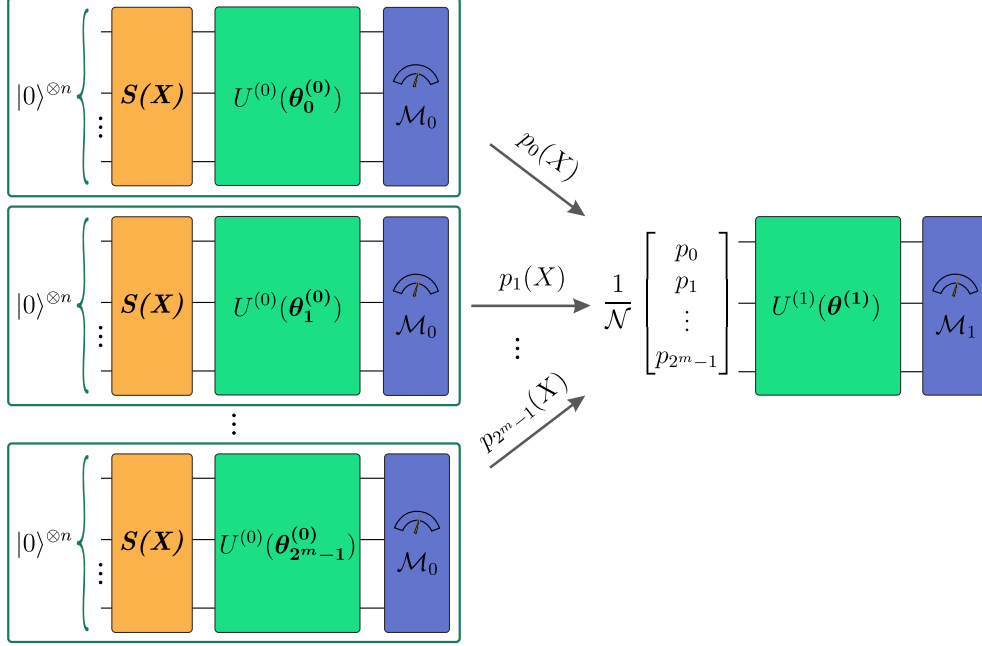 |0⟩^{⊗n} S(X) U^{(0)}(θ_0^{(0)}) M_0
p_0(X)
|0⟩^{⊗n} S(X) U^{(0)}(θ_1^{(0)}) M_0
p_1(X)
1/N [p_0 p_1 ⋮ p_{2^m−1}] U^{(1)}(θ^{(1)}) M_1
p_{2^m−1}(X)
|0⟩^{⊗n} S(X) U^{(0)}(θ_{2^m−1}^{(0)}) M_0